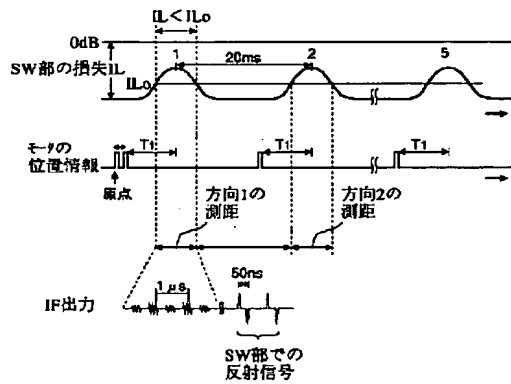 IL<ILo
0dB
1
20ms
2
5
SW部の損失IL
ILo
モータの
位置情報
T1
T1
T1
原点
方向1の
測距
方向2の
測距
1μs
50ns
IF出力
SW部での
反射信号